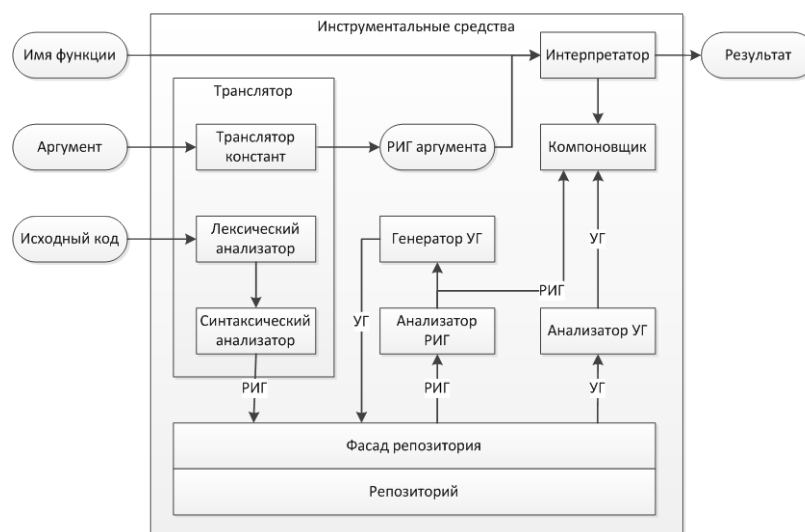 Инструментальные средства
Имя функции
Интерпретатор
Результат
Транслятор
Аргумент
Транслятор
констант
РИГ аргумента
Компоновщик
Исходный код
Лексический
анализатор
Генератор УГ
УГ
РИГ
УГ
Синтаксический
анализатор
Анализатор
РИГ
Анализатор УГ
РИГ
РИГ
УГ
Фасад репозитория
Репозиторий